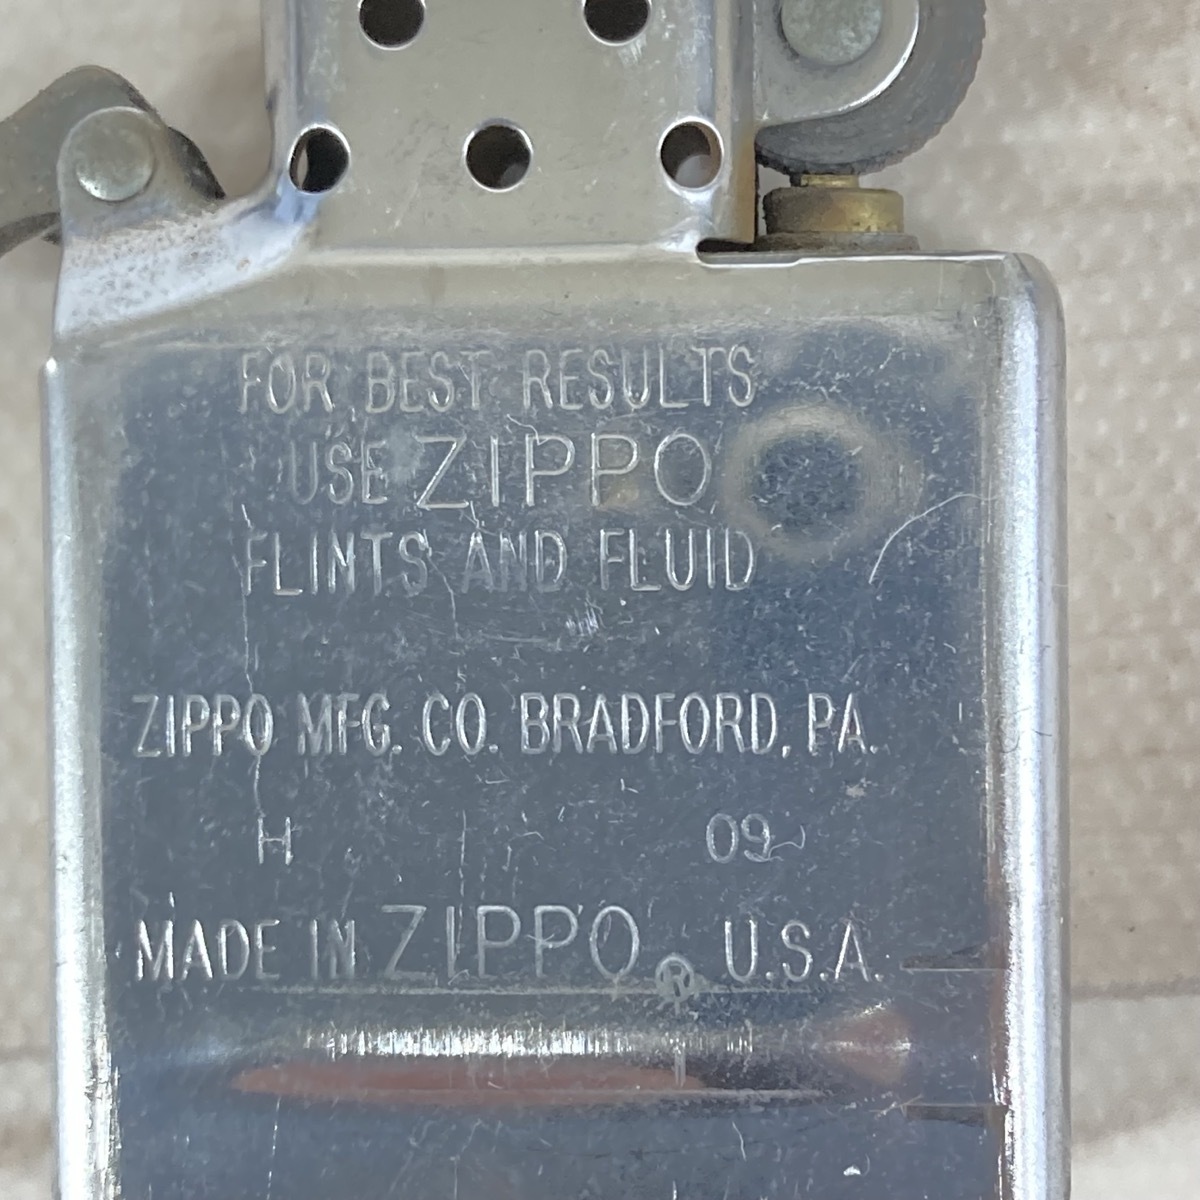 FOR BEST RESULTS
USE ZIPPO
FLINTS AND FLUID
ZIPPO MFG. CO. BRADFORD, PA.
H 09
MADE IN ZIPPO ® U.S.A.